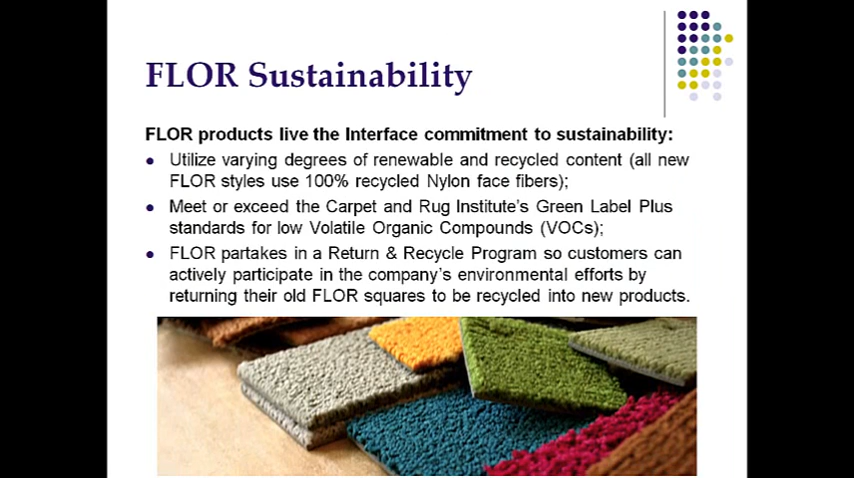 FLOR Sustainability
FLOR products live the Interface commitment to sustainability:
• Utilize varying degrees of renewable and recycled content (all new
FLOR styles use 100% recycled Nylon face fibers);
• Meet or exceed the Carpet and Rug Institute's Green Label Plus
standards for low Volatile Organic Compounds (VOCs);
• FLOR partakes in a Return & Recycle Program so customers can
actively participate in the company's environmental efforts by
returning their old FLOR squares to be recycled into new products.